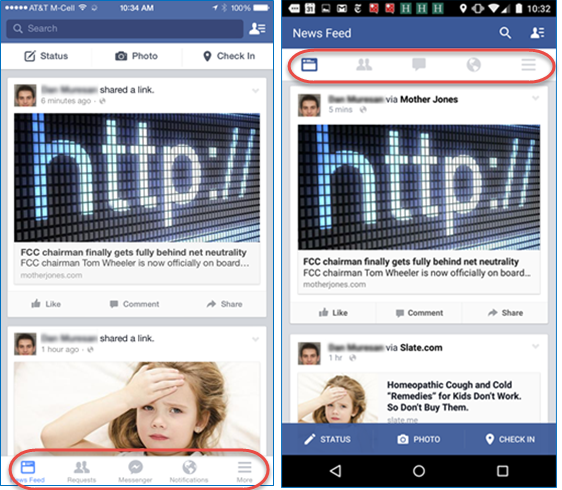 AT&T M-Cell
10:34 AM
100%
Search
Status
Photo
Check In
shared a link.
6 minutes ago
http://
FCC chairman finally gets fully behind net neutrality
FCC chairman Tom Wheeler is now officially on board…
motherjones.com
Like
Comment
Share
shared a link.
1 hour ago
News Feed
Requests
Messenger
Notifications
More
31
H
H
H
10:32
News Feed
via Mother Jones
5 mins
http://
FCC chairman finally gets fully behind net neutrality
FCC chairman Tom Wheeler is now officially on board…
motherjones.com
Like
Comment
Share
via Slate.com
1 hr
Homeopathic Cough and Cold
“Remedies” for Kids Don't Work.
So Don't Buy Them.
slate.me
STATUS
PHOTO
CHECK IN